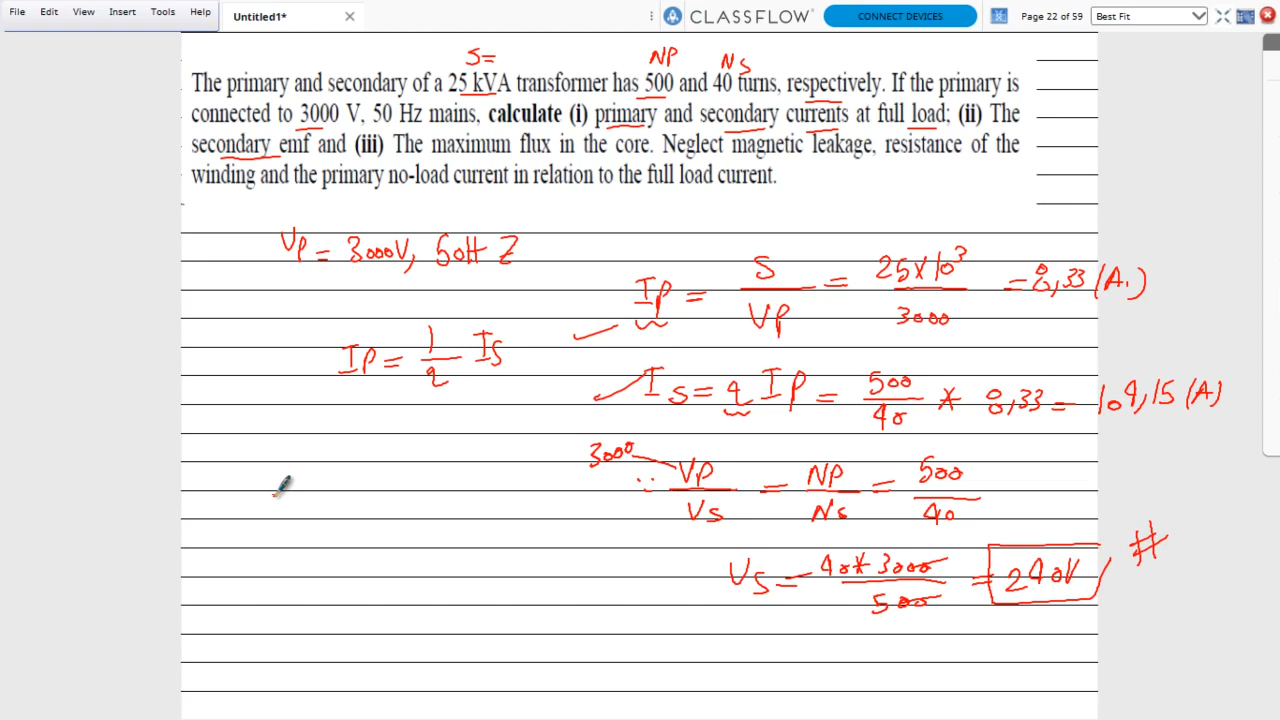 File Edit View Insert Tools Help Untitled1* CLASSFLOW CONNECT DEVICES Page 22 of 59 Best Fit
S= NP NS
The primary and secondary of a 25 kVA transformer has 500 and 40 turns, respectively. If the primary is
connected to 3000 V, 50 Hz mains, calculate (i) primary and secondary currents at full load; (ii) The
secondary emf and (iii) The maximum flux in the core. Neglect magnetic leakage, resistance of the
winding and the primary no-load current in relation to the full load current.
VP = 3000V, 50HZ
IP = S / VP = 25*10^3 / 3000 = 8,33 (A.)
IP = 1/a IS
IS = a IP = 500/40 * 8,33 = 104,15 (A)
3000
∵ VP/VS = NP/NS = 500/40
VS = 40*3000 / 500 = 240V #